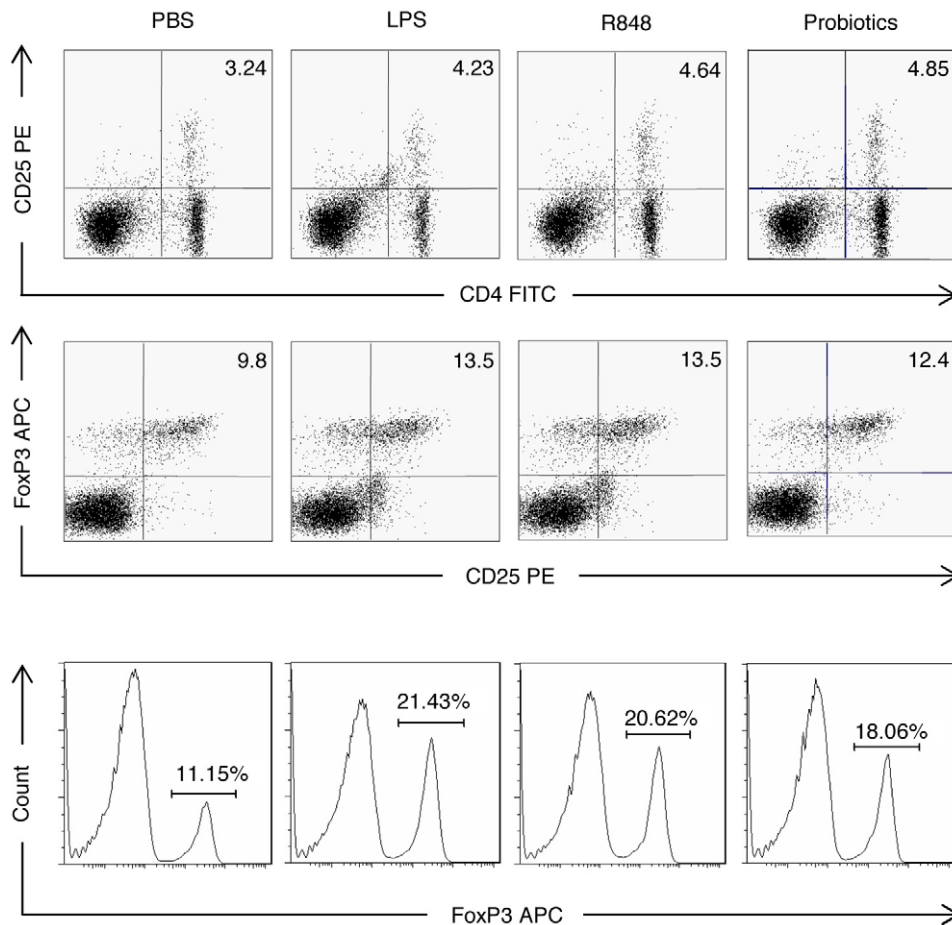 PBS LPS R848 Probiotics
CD25 PE
3.24 4.23 4.64 4.85
CD4 FITC
FoxP3 APC
9.8 13.5 13.5 12.4
CD25 PE
Count
11.15% 21.43% 20.62% 18.06%
FoxP3 APC